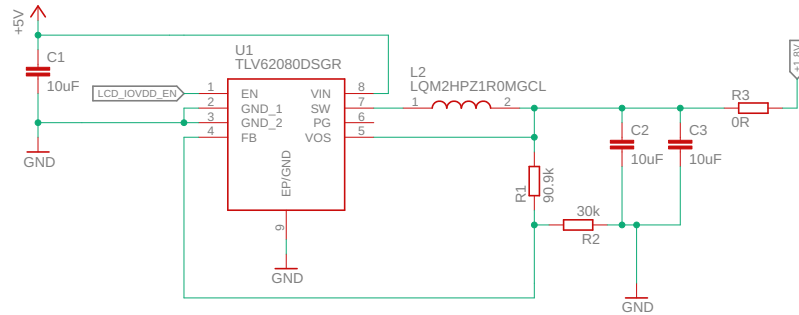 +5V
C1
10uF
GND
LCD_IOVDD_EN
U1
TLV62080DSGR
1
2
3
4
EN
GND_1
GND_2
FB
VIN
SW
PG
VOS
8
7
6
5
EP/GND
9
GND
L2
LQM2HPZ1R0MGCL
1
2
R1
90.9k
30k
R2
C2
10uF
C3
10uF
GND
R3
0R
+1.8V